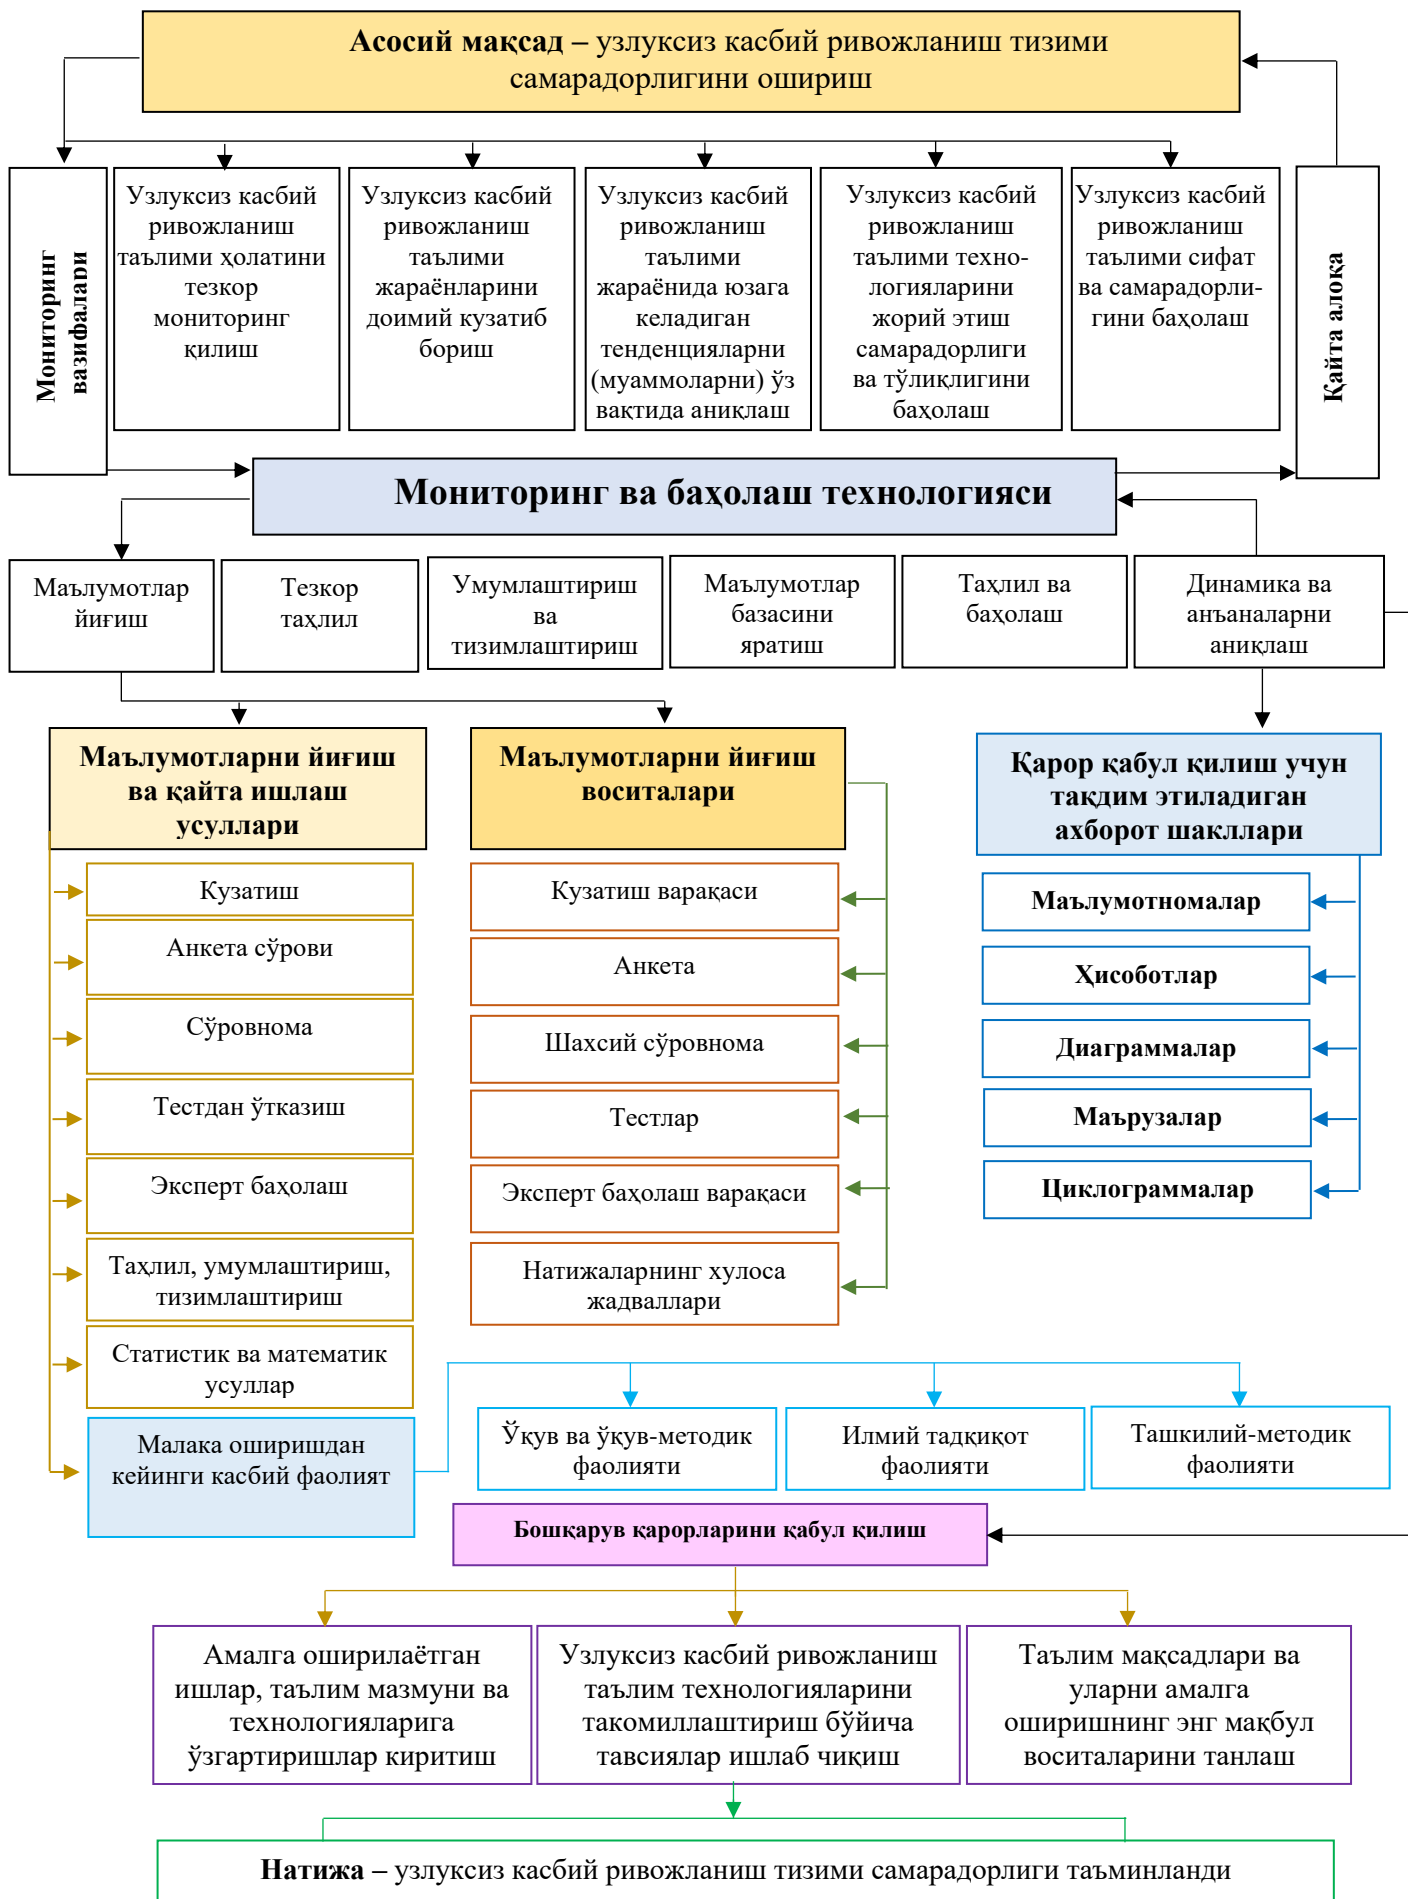 Асосий мақсад – узлуксиз касбий ривожланиш тизими
самарадорлигини ошириш
Мониторинг
вазифалари
Узлуксиз касбий
ривожланиш
таълими ҳолатини
тезкор
мониторинг
қилиш
Узлуксиз касбий
ривожланиш
таълими
жараёнларини
доимий кузатиб
бориш
Узлуксиз касбий
ривожланиш
таълими
жараёнида юзага
келадиган
тенденцияларни
(муаммоларни) ўз
вақтида аниқлаш
Узлуксиз касбий
ривожланиш
таълими техно-
логияларини
жорий этиш
самарадорлиги
ва тўлиқлигини
баҳолаш
Узлуксиз касбий
ривожланиш
таълими сифат
ва самарадорли-
гини баҳолаш
Қайта алоқа
Мониторинг ва баҳолаш технологияси
Маълумотлар
йиғиш
Тезкор
таҳлил
Умумлаштириш
ва
тизимлаштириш
Маълумотлар
базасини
яратиш
Таҳлил ва
баҳолаш
Динамика ва
анъаналарни
аниқлаш
Маълумотларни йиғиш
ва қайта ишлаш
усуллари
Маълумотларни йиғиш
воситалари
Қарор қабул қилиш учун
тақдим этиладиган
ахборот шакллари
Кузатиш
Анкета сўрови
Сўровнома
Тестдан ўтказиш
Эксперт баҳолаш
Таҳлил, умумлаштириш,
тизимлаштириш
Статистик ва математик
усуллар
Малака оширишдан
кейинги касбий фаолият
Кузатиш варақаси
Анкета
Шахсий сўровнома
Тестлар
Эксперт баҳолаш варақаси
Натижаларнинг хулоса
жадваллари
Маълумотномалар
Ҳисоботлар
Диаграммалар
Маърузалар
Циклограммалар
Ўқув ва ўқув-методик
фаолияти
Илмий тадқиқот
фаолияти
Ташкилий-методик
фаолияти
Бошқарув қарорларини қабул қилиш
Амалга оширилаётган
ишлар, таълим мазмуни ва
технологияларига
ўзгартиришлар киритиш
Узлуксиз касбий ривожланиш
таълим технологияларини
такомиллаштириш бўйича
тавсиялар ишлаб чиқиш
Таълим мақсадлари ва
уларни амалга
оширишнинг энг мақбул
воситаларини танлаш
Натижа – узлуксиз касбий ривожланиш тизими самарадорлиги таъминланди